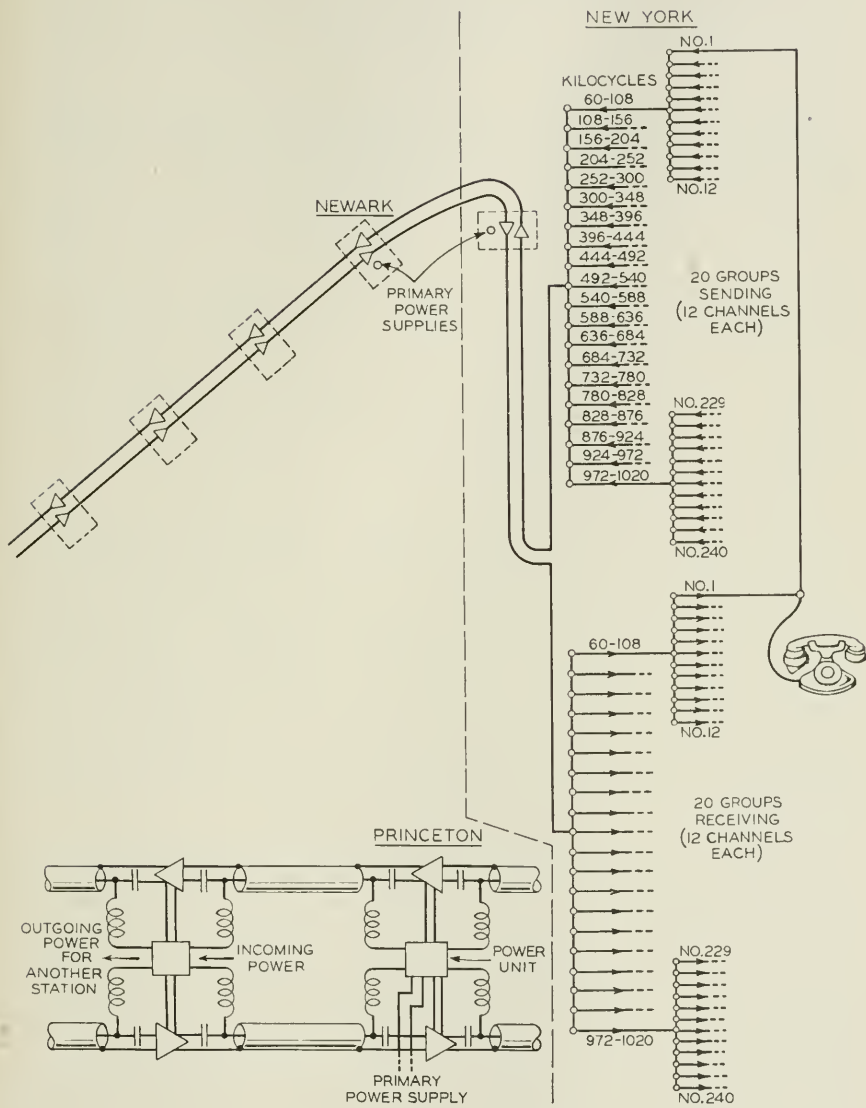 NEW YORK
NO.1
KILOCYCLES
60-108
108-156
156-204
204-252
252-300
300-348
348-396
396-444
444-492
492-540
540-588
588-636
636-684
684-732
732-780
780-828
828-876
876-924
924-972
972-1020
NO.12
20 GROUPS
SENDING
(12 CHANNELS
EACH)
NO.229
NO.240
NEWARK
PRIMARY
POWER
SUPPLIES
NO.1
60-108
NO.12
20 GROUPS
RECEIVING
(12 CHANNELS
EACH)
NO.229
972-1020
NO.240
PRINCETON
OUTGOING
POWER
FOR
ANOTHER
STATION
INCOMING
POWER
POWER
UNIT
PRIMARY
POWER SUPPLY